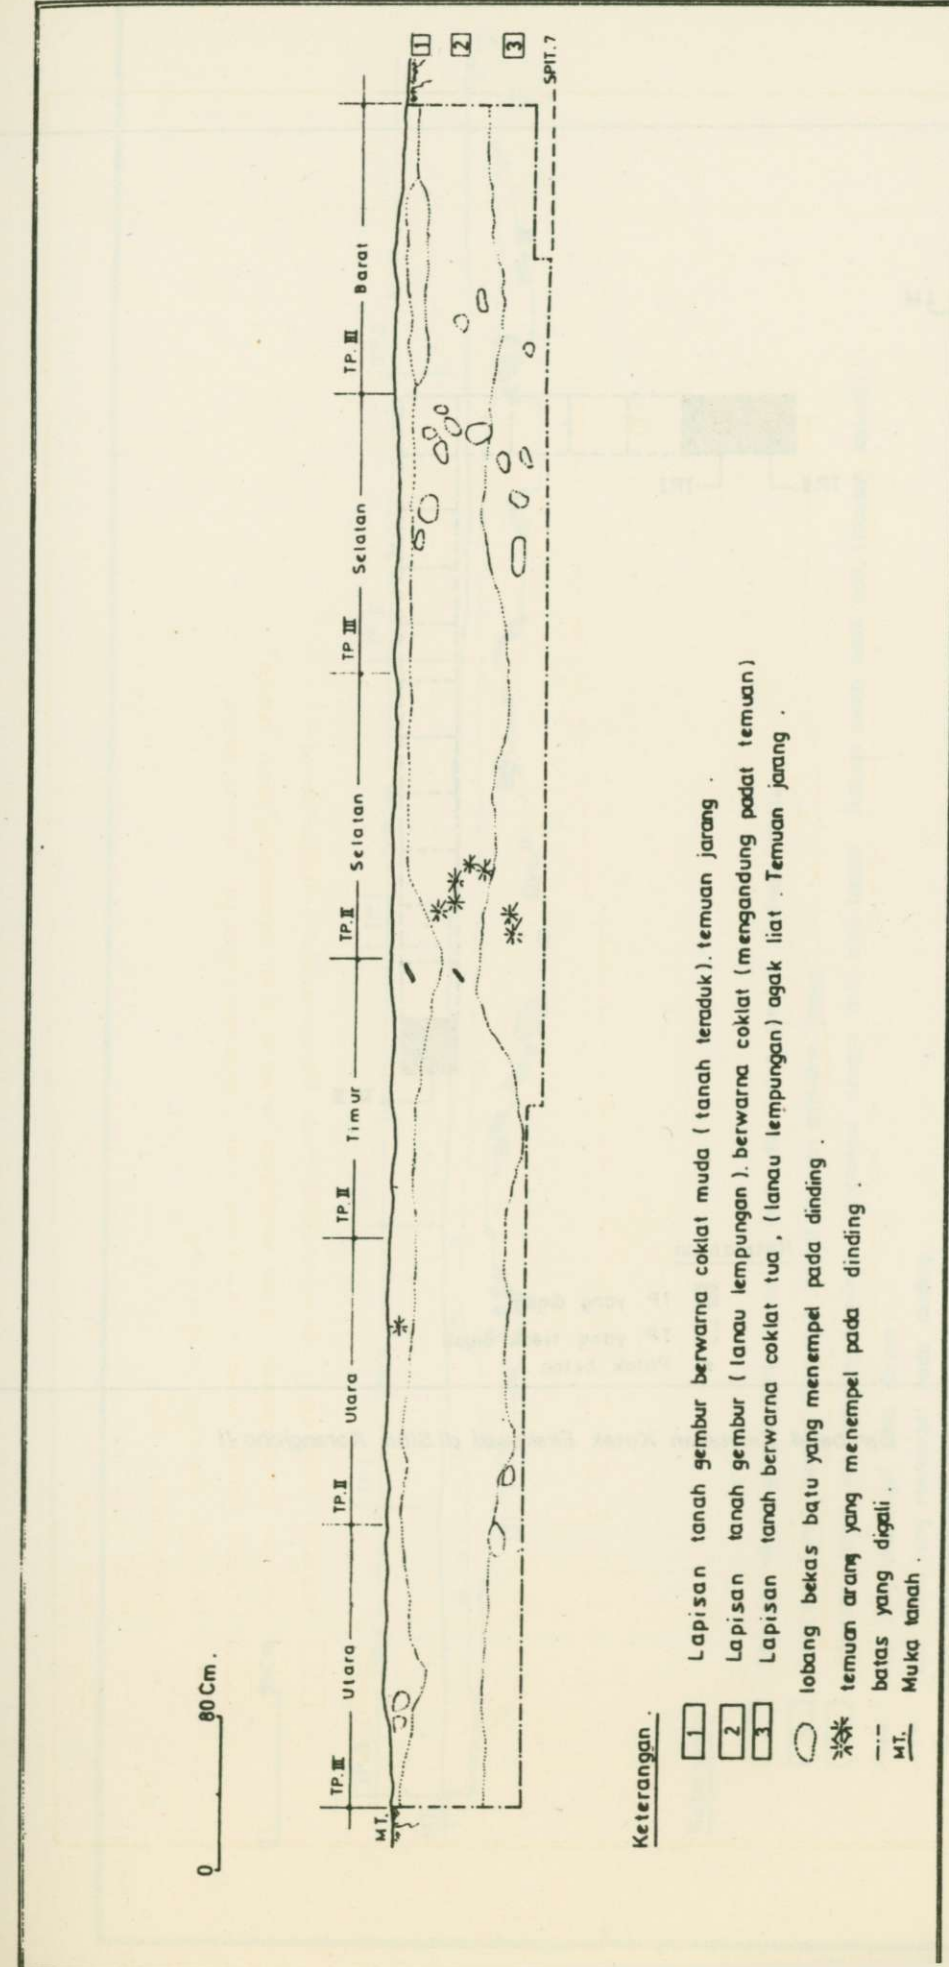 0 80 Cm.
TP. III Utara
TP. II Utara
TP. II Timur
TP. II Selatan
TP III Selatan
TP. III Barat
MT.
1
2
3
SPIT. 7
Keterangan.
1 Lapisan tanah gembur berwarna coklat muda ( tanah teraduk). temuan jarang .
2 Lapisan tanah gembur ( lanau lempungan ). berwarna coklat (mengandung padat temuan)
3 Lapisan tanah berwarna coklat tua , (lanau lempungan) agak liat . Temuan jarang .
lobang bekas batu yang menempel pada dinding .
temuan arang yang menempel pada dinding .
batas yang digali .
MT. Muka tanah .